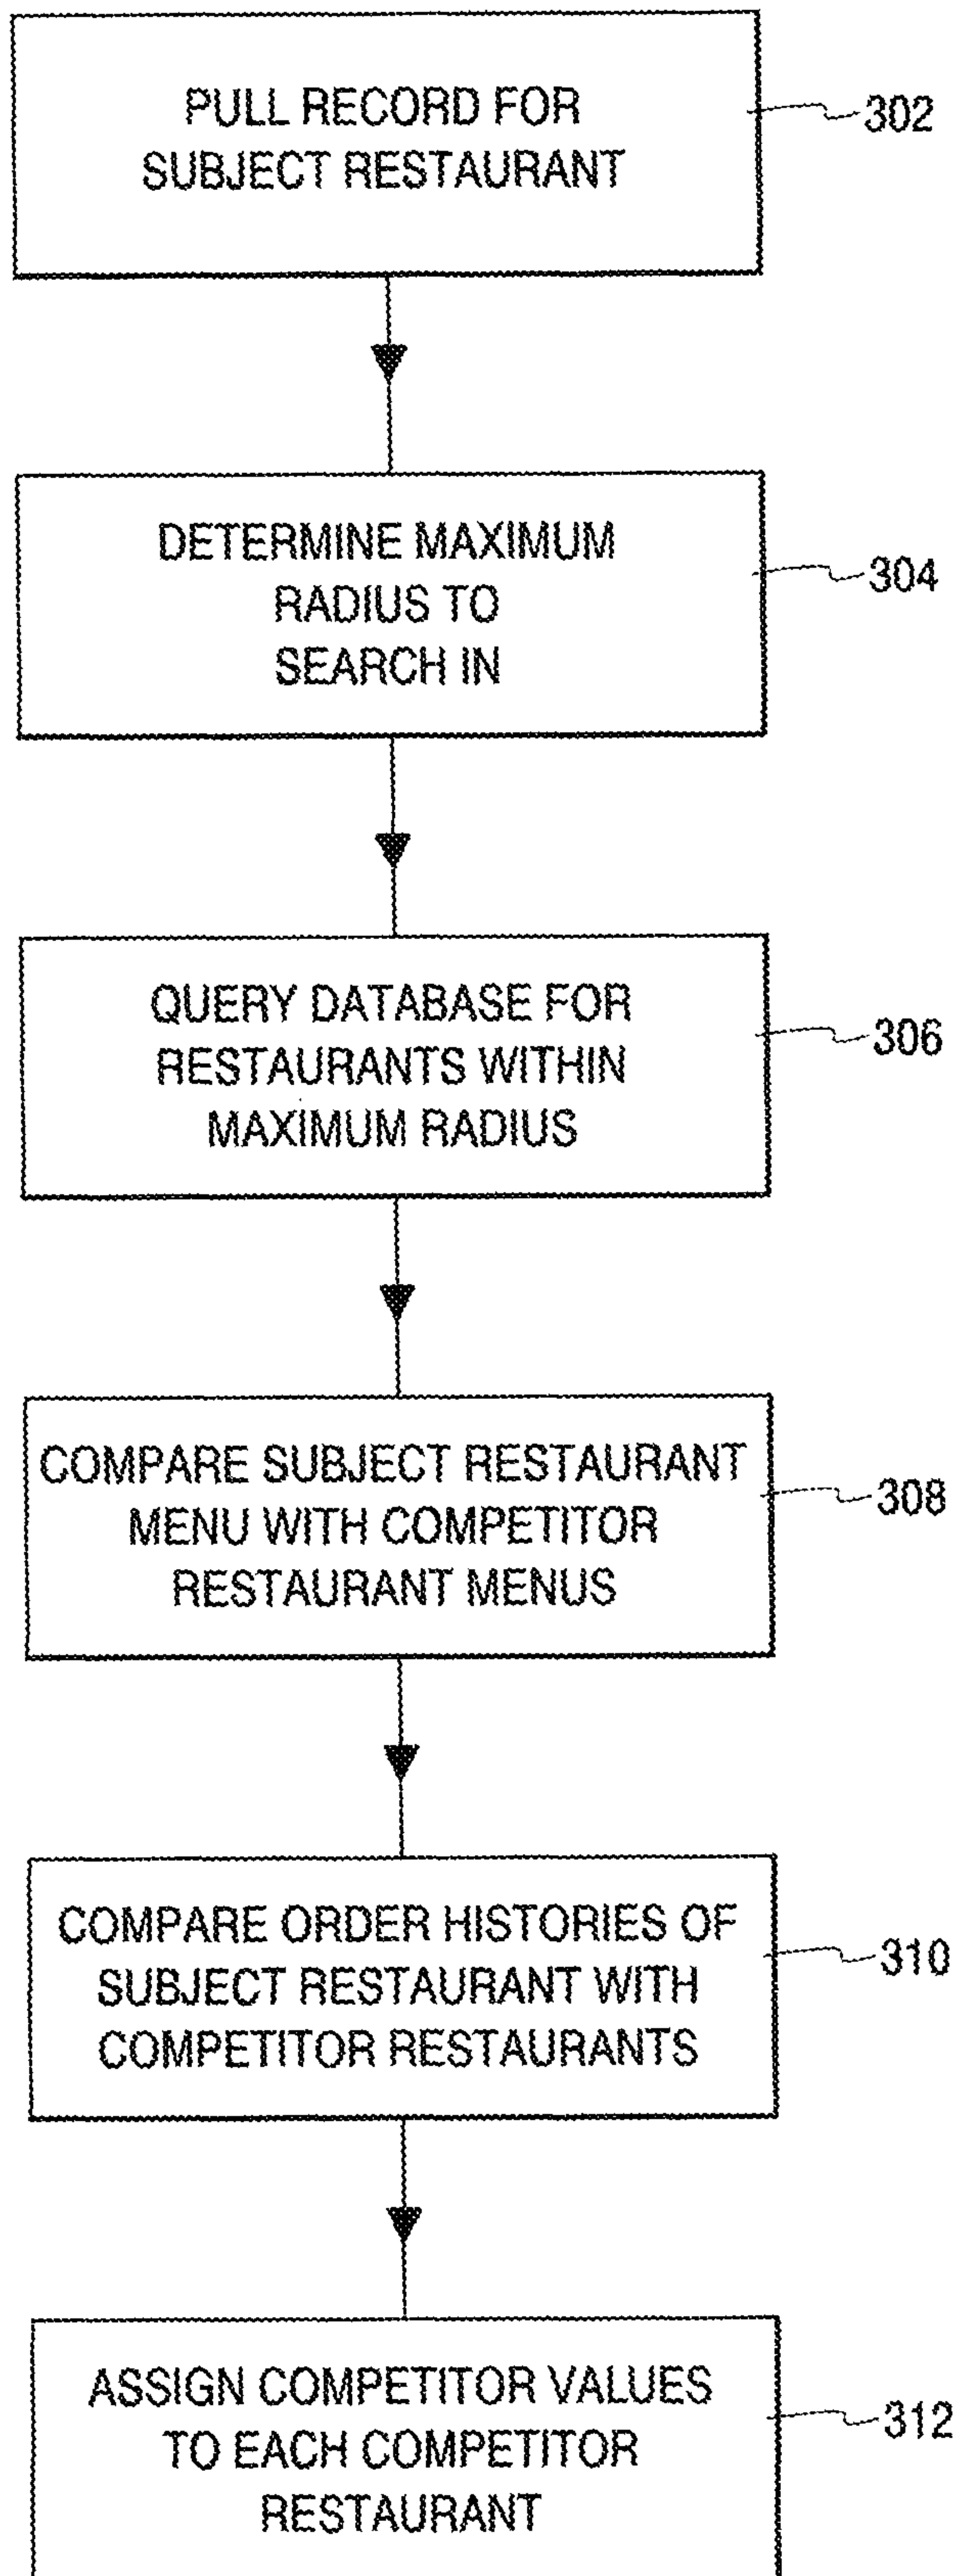 PULL RECORD FOR
SUBJECT RESTAURANT
302
DETERMINE MAXIMUM
RADIUS TO
SEARCH IN
304
QUERY DATABASE FOR
RESTAURANTS WITHIN
MAXIMUM RADIUS
306
COMPARE SUBJECT RESTAURANT
MENU WITH COMPETITOR
RESTAURANT MENUS
308
COMPARE ORDER HISTORIES OF
SUBJECT RESTAURANT WITH
COMPETITOR RESTAURANTS
310
ASSIGN COMPETITOR VALUES
TO EACH COMPETITOR
RESTAURANT
312